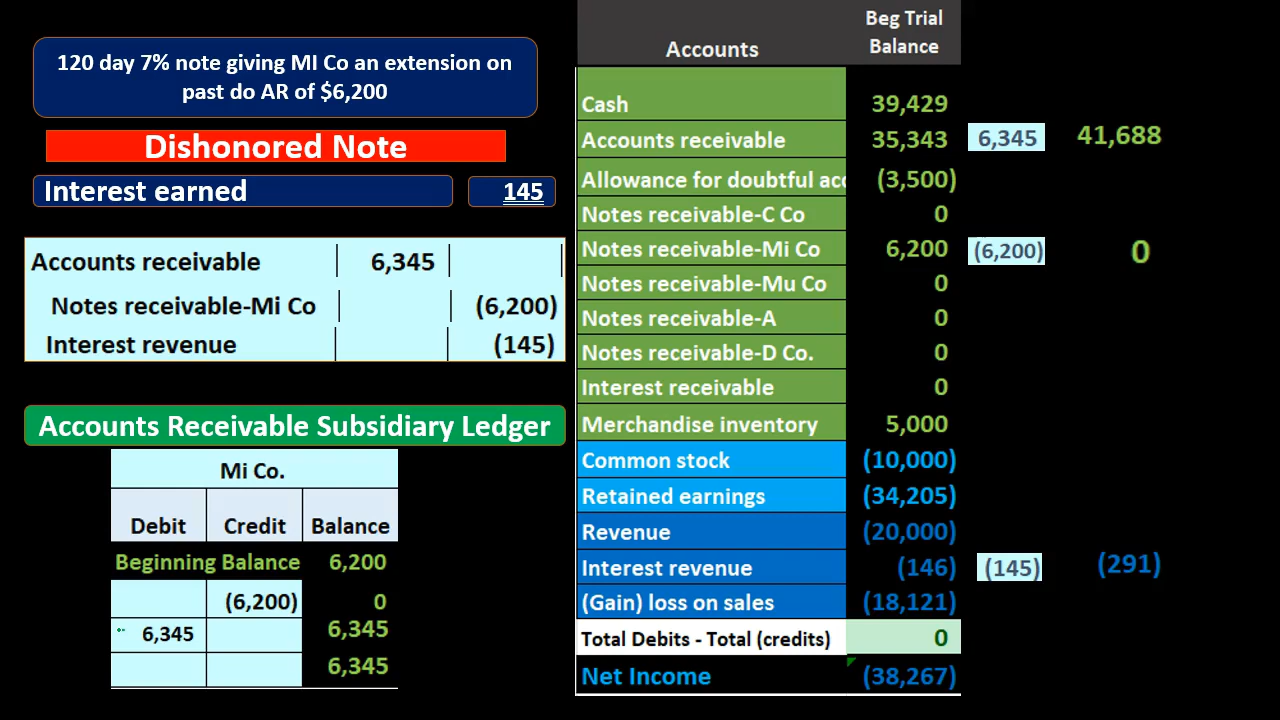 120 day 7% note giving MI Co an extension on
past do AR of $6,200
Dishonored Note
Interest earned 145
Accounts receivable 6,345
Notes receivable-Mi Co (6,200)
Interest revenue (145)
Accounts Receivable Subsidiary Ledger
Mi Co.
Debit Credit Balance
Beginning Balance 6,200
(6,200) 0
6,345 6,345
6,345
Beg Trial
Accounts Balance
Cash 39,429
Accounts receivable 35,343 6,345 41,688
Allowance for doubtful acc (3,500)
Notes receivable-C Co 0
Notes receivable-Mi Co 6,200 (6,200) 0
Notes receivable-Mu Co 0
Notes receivable-A 0
Notes receivable-D Co. 0
Interest receivable 0
Merchandise inventory 5,000
Common stock (10,000)
Retained earnings (34,205)
Revenue (20,000)
Interest revenue (146) (145) (291)
(Gain) loss on sales (18,121)
Total Debits - Total (credits) 0
Net Income (38,267)